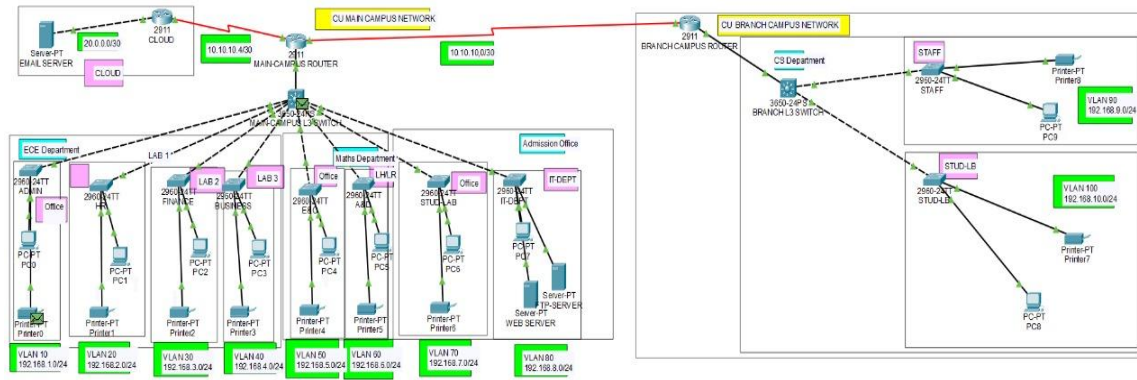 2911
CLOUD
Server-PT
EMAIL SERVER
20.0.0.0/30
CLOUD
10.10.10.4/30
CU MAIN CAMPUS NETWORK
2911
MAIN-CAMPUS ROUTER
10.10.10.0/30
3650-24PS
MAIN-CAMPUS L3 SWITCH
ECE Department
LAB 1
Maths Department
Admission Office
2960-24TT
ADMIN
Office
2960-24TT
HR
2960-24TT
FINANCE
LAB 2
2960-24TT
BUSINESS
LAB 3
2960-24TT
Office
2960-24TT
LH/LR
2960-24TT
STUD-LAB
Office
2960-24TT
IT-DEPT
IT-DEPT
PC-PT
PC0
PC-PT
PC1
PC-PT
PC2
PC-PT
PC3
PC-PT
PC4
PC-PT
PC5
PC-PT
PC6
PC-PT
PC7
Printer-PT
Printer0
Printer-PT
Printer1
Printer-PT
Printer2
Printer-PT
Printer3
Printer-PT
Printer4
Printer-PT
Printer5
Printer-PT
Printer6
Server-PT
WEB SERVER
Server-PT
FTP-SERVER
VLAN 10
192.168.1.0/24
VLAN 20
192.168.2.0/24
VLAN 30
192.168.3.0/24
VLAN 40
192.168.4.0/24
VLAN 50
192.168.5.0/24
VLAN 60
192.168.6.0/24
VLAN 70
192.168.7.0/24
VLAN 80
192.168.8.0/24
2911
BRANCH CAMPUS ROUTER
CU BRANCH CAMPUS NETWORK
CS Department
3650-24PS
BRANCH L3 SWITCH
STAFF
2960-24TT
STAFF
Printer-PT
Printer8
PC-PT
PC9
VLAN 90
192.168.9.0/24
STUD-LB
2960-24TT
STUD-LB
VLAN 100
192.168.10.0/24
Printer-PT
Printer7
PC-PT
PC8